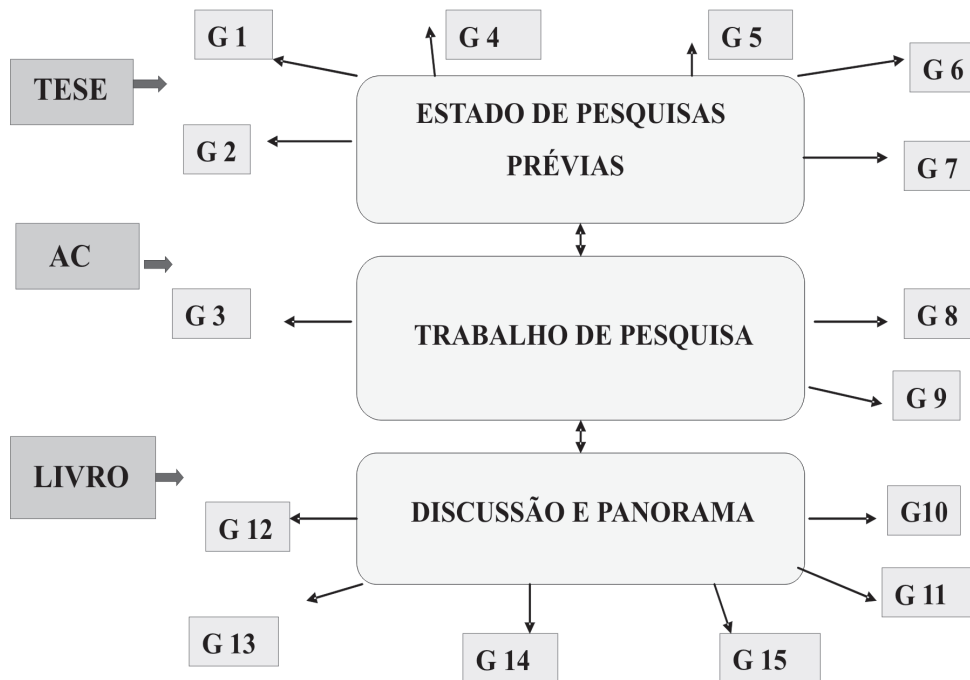 G 1
G 4
G 5
G 6
TESE
ESTADO DE PESQUISAS
PRÉVIAS
G 2
G 7
AC
G 3
TRABALHO DE PESQUISA
G 8
G 9
LIVRO
G 12
DISCUSSÃO E PANORAMA
G10
G 11
G 13
G 14
G 15